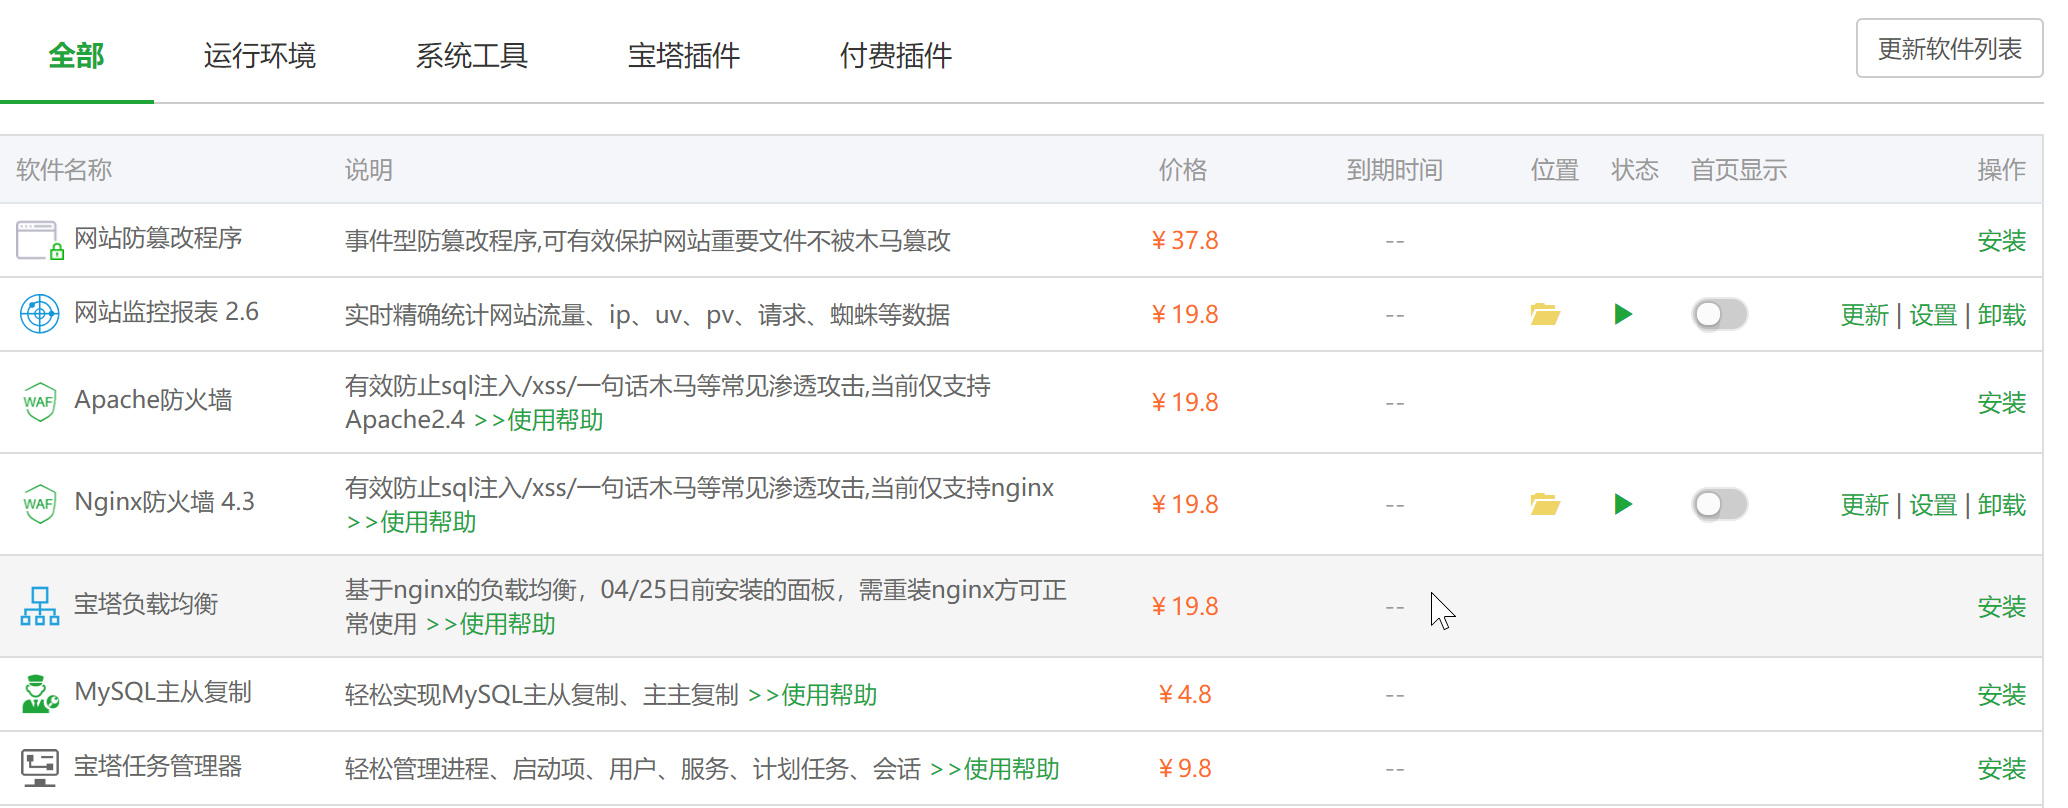 全部 运行环境 系统工具 宝塔插件 付费插件 更新软件列表
软件名称 说明 价格 到期时间 位置 状态 首页显示 操作
网站防篡改程序 事件型防篡改程序,可有效保护网站重要文件不被木马篡改 ¥37.8 -- 安装
网站监控报表 2.6 实时精确统计网站流量、ip、uv、pv、请求、蜘蛛等数据 ¥19.8 -- 更新 | 设置 | 卸载
WAF Apache防火墙 有效防止sql注入/xss/一句话木马等常见渗透攻击,当前仅支持
Apache2.4 >>使用帮助 ¥19.8 -- 安装
WAF Nginx防火墙 4.3 有效防止sql注入/xss/一句话木马等常见渗透攻击,当前仅支持nginx
>>使用帮助 ¥19.8 -- 更新 | 设置 | 卸载
宝塔负载均衡 基于nginx的负载均衡，04/25日前安装的面板，需重装nginx方可正
常使用 >>使用帮助 ¥19.8 -- 安装
MySQL主从复制 轻松实现MySQL主从复制、主主复制 >>使用帮助 ¥4.8 -- 安装
宝塔任务管理器 轻松管理进程、启动项、用户、服务、计划任务、会话 >>使用帮助 ¥9.8 -- 安装